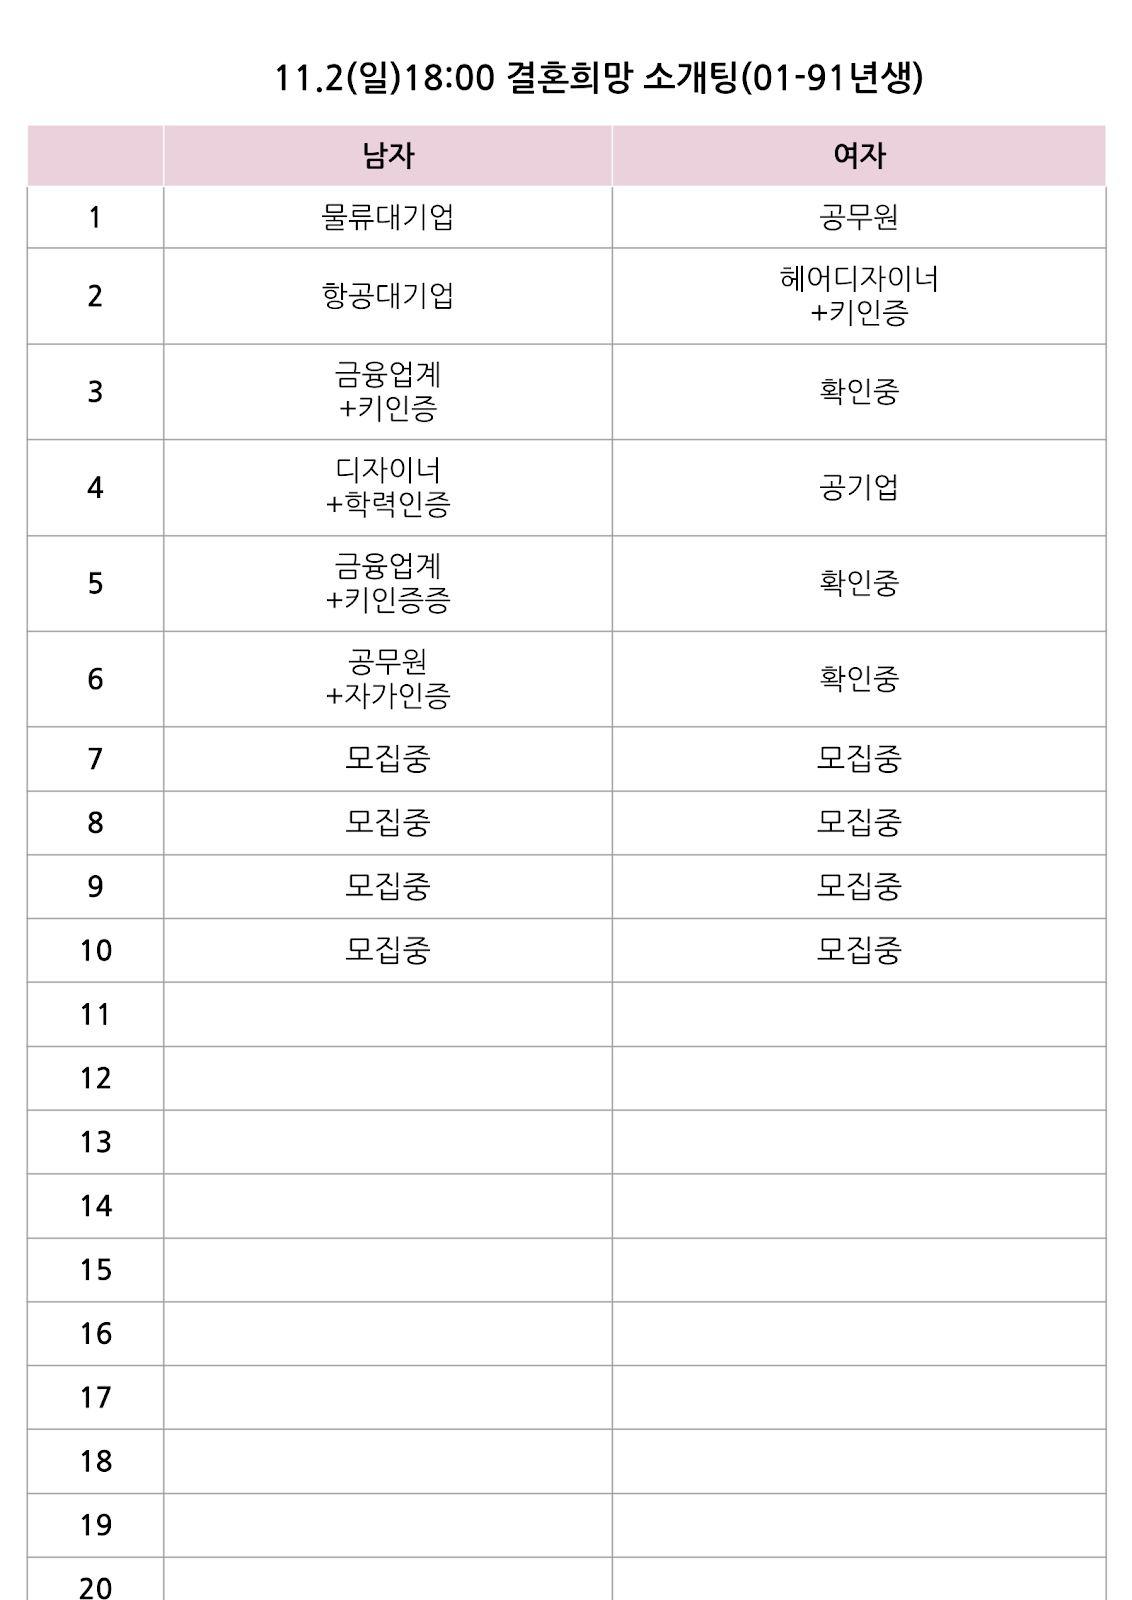 11.2(일)18:00 결혼희망 소개팅(01-91년생)
남자 여자
1 물류대기업 공무원
2 항공대기업 헤어디자이너
+키인증
3 금융업계
+키인증 확인중
4 디자이너
+학력인증 공기업
5 금융업계
+키인증증 확인중
6 공무원
+자가인증 확인중
7 모집중 모집중
8 모집중 모집중
9 모집중 모집중
10 모집중 모집중
11
12
13
14
15
16
17
18
19
20